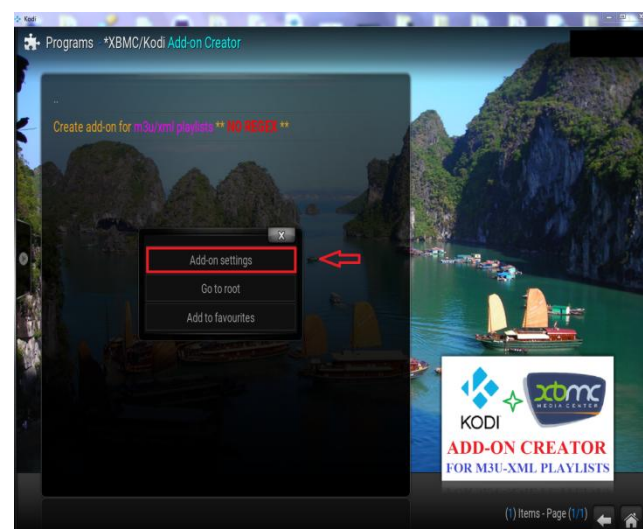 Kodi
Programs - *XBMC/Kodi Add-on Creator
..
Create add-on for m3u/xml playlists ** NO REGEX **
X
Add-on settings
Go to root
Add to favourites
KODI
xbmc
MEDIA CENTER
ADD-ON CREATOR
FOR M3U-XML PLAYLISTS
(1) Items - Page (1/1)